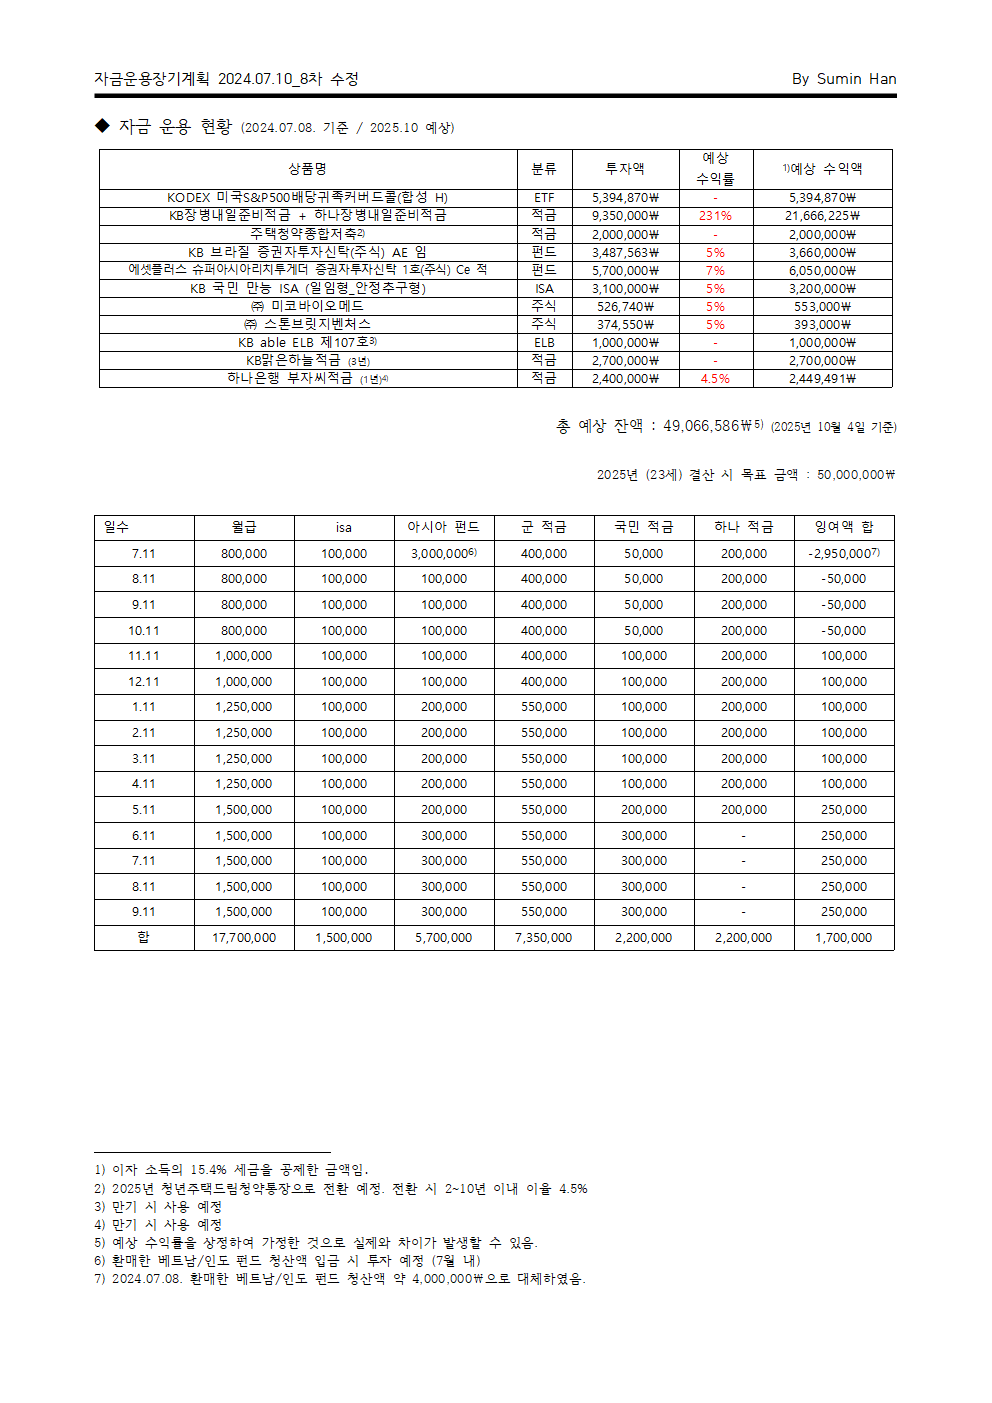 자금운용장기계획 2024.07.10_8차 수정 By Sumin Han
◆ 자금 운용 현황 (2024.07.08. 기준 / 2025.10 예상)
상품명 분류 투자액 예상 수익률 1)예상 수익액
KODEX 미국S&P500배당귀족커버드콜(합성 H) ETF 5,394,870₩ - 5,394,870₩
KB장병내일준비적금 + 하나장병내일준비적금 적금 9,350,000₩ 231% 21,666,225₩
주택청약종합저축2) 적금 2,000,000₩ - 2,000,000₩
KB 브라질 증권자투자신탁(주식) AE 임 펀드 3,487,563₩ 5% 3,660,000₩
에셋플러스 슈퍼아시아리치투게더 증권자투자신탁 1호(주식) Ce 적 펀드 5,700,000₩ 7% 6,050,000₩
KB 국민 만능 ISA (일임형_안정추구형) ISA 3,100,000₩ 5% 3,200,000₩
㈜ 미코바이오메드 주식 526,740₩ 5% 553,000₩
㈜ 스톤브릿지벤처스 주식 374,550₩ 5% 393,000₩
KB able ELB 제107호3) ELB 1,000,000₩ - 1,000,000₩
KB맑은하늘적금 (3년) 적금 2,700,000₩ - 2,700,000₩
하나은행 부자씨적금 (1년)4) 적금 2,400,000₩ 4.5% 2,449,491₩
총 예상 잔액 : 49,066,586₩5) (2025년 10월 4일 기준)
2025년 (23세) 결산 시 목표 금액 : 50,000,000₩
일수 월급 isa 아시아 펀드 군 적금 국민 적금 하나 적금 잉여액 합
7.11 800,000 100,000 3,000,0006) 400,000 50,000 200,000 -2,950,0007)
8.11 800,000 100,000 100,000 400,000 50,000 200,000 -50,000
9.11 800,000 100,000 100,000 400,000 50,000 200,000 -50,000
10.11 800,000 100,000 100,000 400,000 50,000 200,000 -50,000
11.11 1,000,000 100,000 100,000 400,000 100,000 200,000 100,000
12.11 1,000,000 100,000 100,000 400,000 100,000 200,000 100,000
1.11 1,250,000 100,000 200,000 550,000 100,000 200,000 100,000
2.11 1,250,000 100,000 200,000 550,000 100,000 200,000 100,000
3.11 1,250,000 100,000 200,000 550,000 100,000 200,000 100,000
4.11 1,250,000 100,000 200,000 550,000 100,000 200,000 100,000
5.11 1,500,000 100,000 200,000 550,000 200,000 200,000 250,000
6.11 1,500,000 100,000 300,000 550,000 300,000 - 250,000
7.11 1,500,000 100,000 300,000 550,000 300,000 - 250,000
8.11 1,500,000 100,000 300,000 550,000 300,000 - 250,000
9.11 1,500,000 100,000 300,000 550,000 300,000 - 250,000
합 17,700,000 1,500,000 5,700,000 7,350,000 2,200,000 2,200,000 1,700,000
1) 이자 소득의 15.4% 세금을 공제한 금액임.
2) 2025년 청년주택드림청약통장으로 전환 예정. 전환 시 2~10년 이내 이율 4.5%
3) 만기 시 사용 예정
4) 만기 시 사용 예정
5) 예상 수익률을 상정하여 가정한 것으로 실제와 차이가 발생할 수 있음.
6) 환매한 베트남/인도 펀드 청산액 입금 시 투자 예정 (7월 내)
7) 2024.07.08. 환매한 베트남/인도 펀드 청산액 약 4,000,000₩으로 대체하였음.